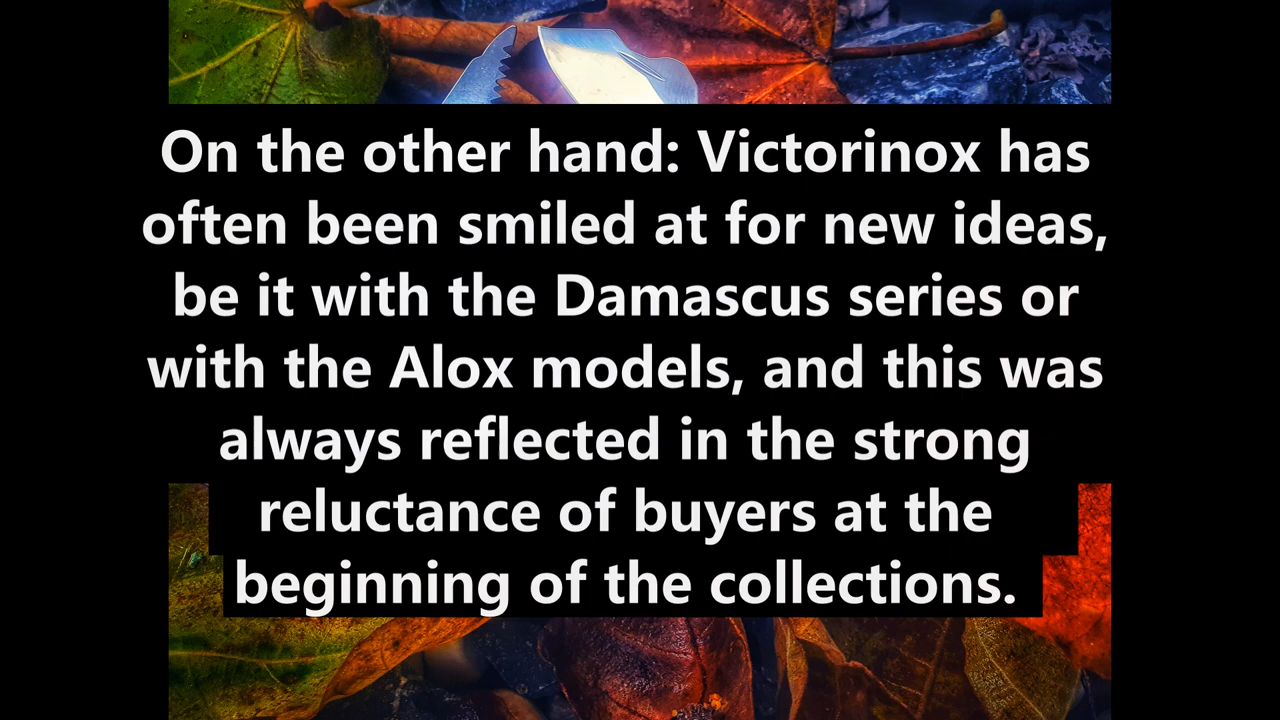 On the other hand: Victorinox has
often been smiled at for new ideas,
be it with the Damascus series or
with the Alox models, and this was
always reflected in the strong
reluctance of buyers at the
beginning of the collections.